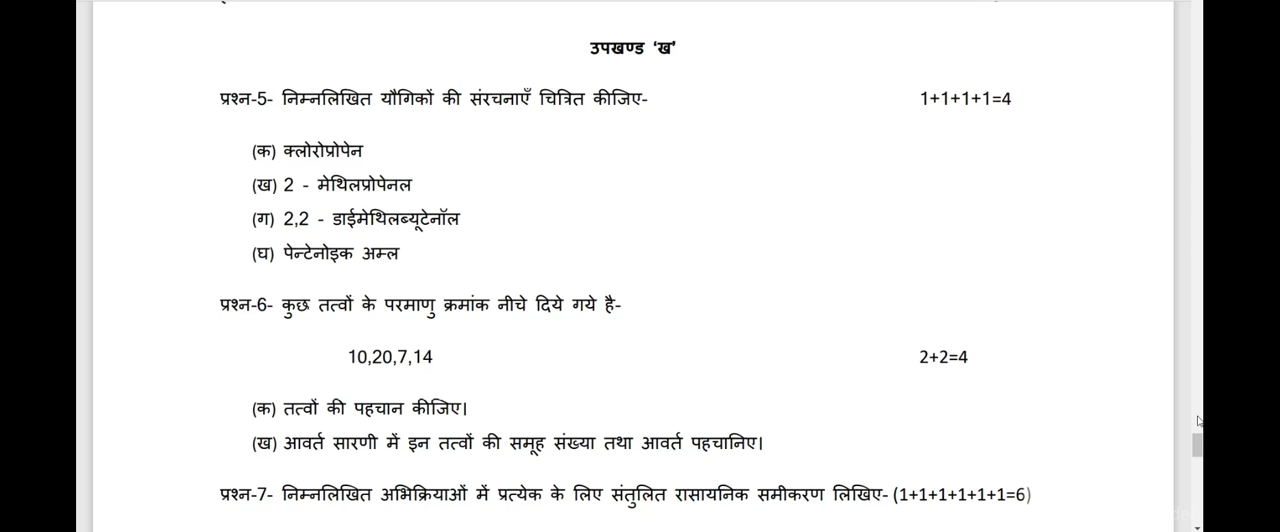 उपखण्ड ‘ख’
प्रश्न-5- निम्नलिखित यौगिकों की संरचनाएँ चित्रित कीजिए- 1+1+1+1=4
(क) क्लोरोप्रोपेन
(ख) 2 - मेथिलप्रोपेनल
(ग) 2,2 - डाईमेथिलब्यूटेनॉल
(घ) पेन्टेनोइक अम्ल
प्रश्न-6- कुछ तत्वों के परमाणु क्रमांक नीचे दिये गये है-
10,20,7,14 2+2=4
(क) तत्वों की पहचान कीजिए।
(ख) आवर्त सारणी में इन तत्वों की समूह संख्या तथा आवर्त पहचानिए।
प्रश्न-7- निम्नलिखित अभिक्रियाओं में प्रत्येक के लिए संतुलित रासायनिक समीकरण लिखिए- (1+1+1+1+1+1=6)